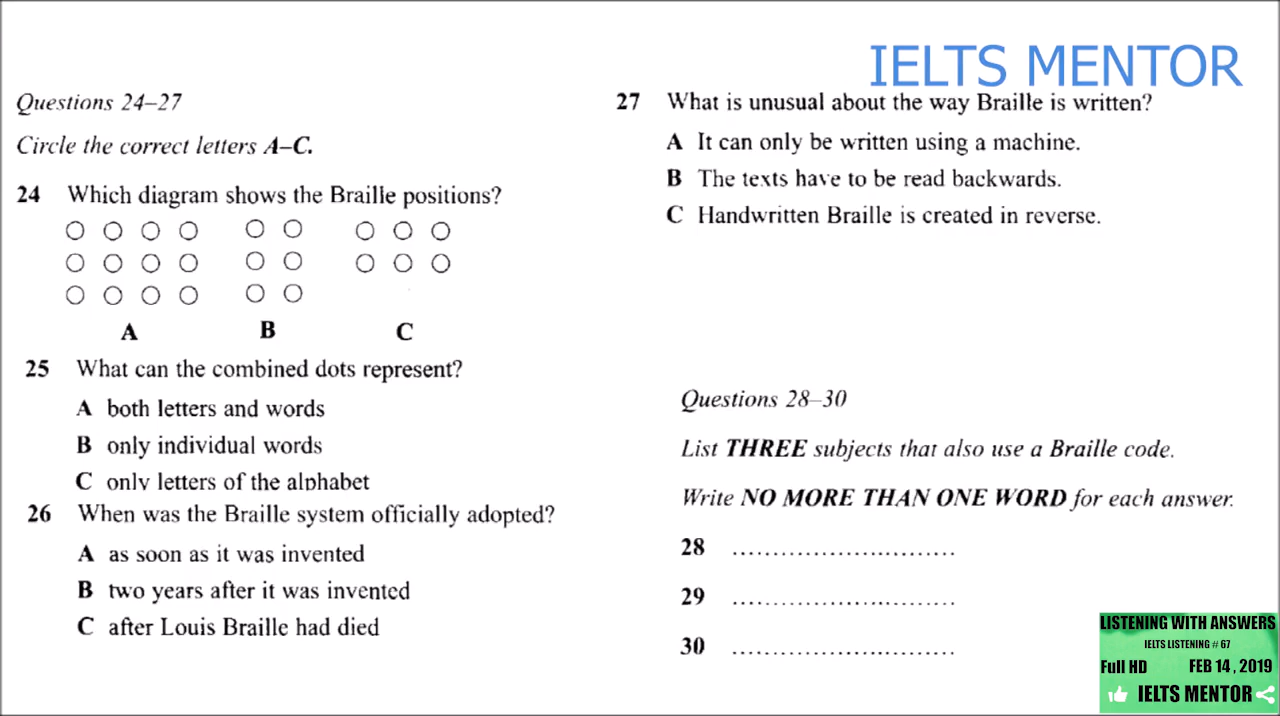 IELTS MENTOR
Questions 24–27
Circle the correct letters A–C.
24 Which diagram shows the Braille positions?
A B C
25 What can the combined dots represent?
A both letters and words
B only individual words
C only letters of the alphabet
26 When was the Braille system officially adopted?
A as soon as it was invented
B two years after it was invented
C after Louis Braille had died
27 What is unusual about the way Braille is written?
A It can only be written using a machine.
B The texts have to be read backwards.
C Handwritten Braille is created in reverse.
Questions 28–30
List THREE subjects that also use a Braille code.
Write NO MORE THAN ONE WORD for each answer.
28 ............................
29 ............................
30 ............................
LISTENING WITH ANSWERS
IELTS LISTENING # 67
Full HD FEB 14 , 2019
IELTS MENTOR